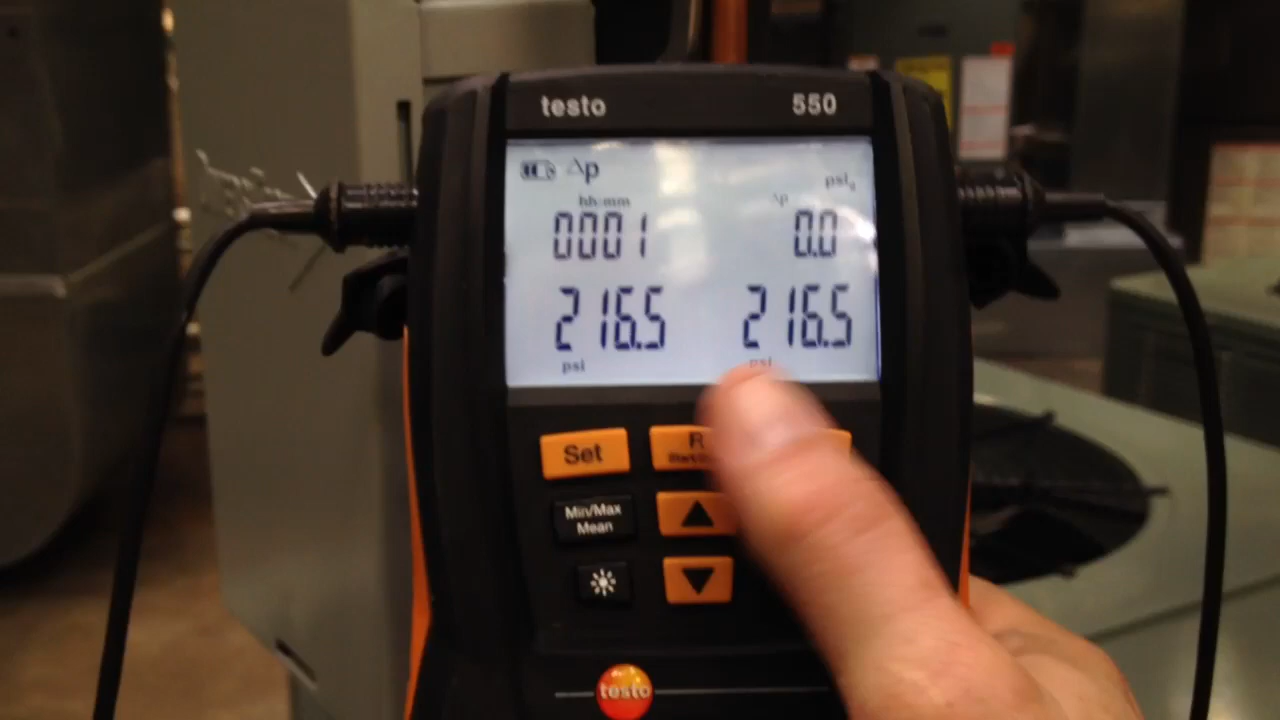 testo 550
Δp psi
hh:mm Δp
0001 0.0
216.5 216.5
psi psi
Set R
Min/Max
Mean
testo